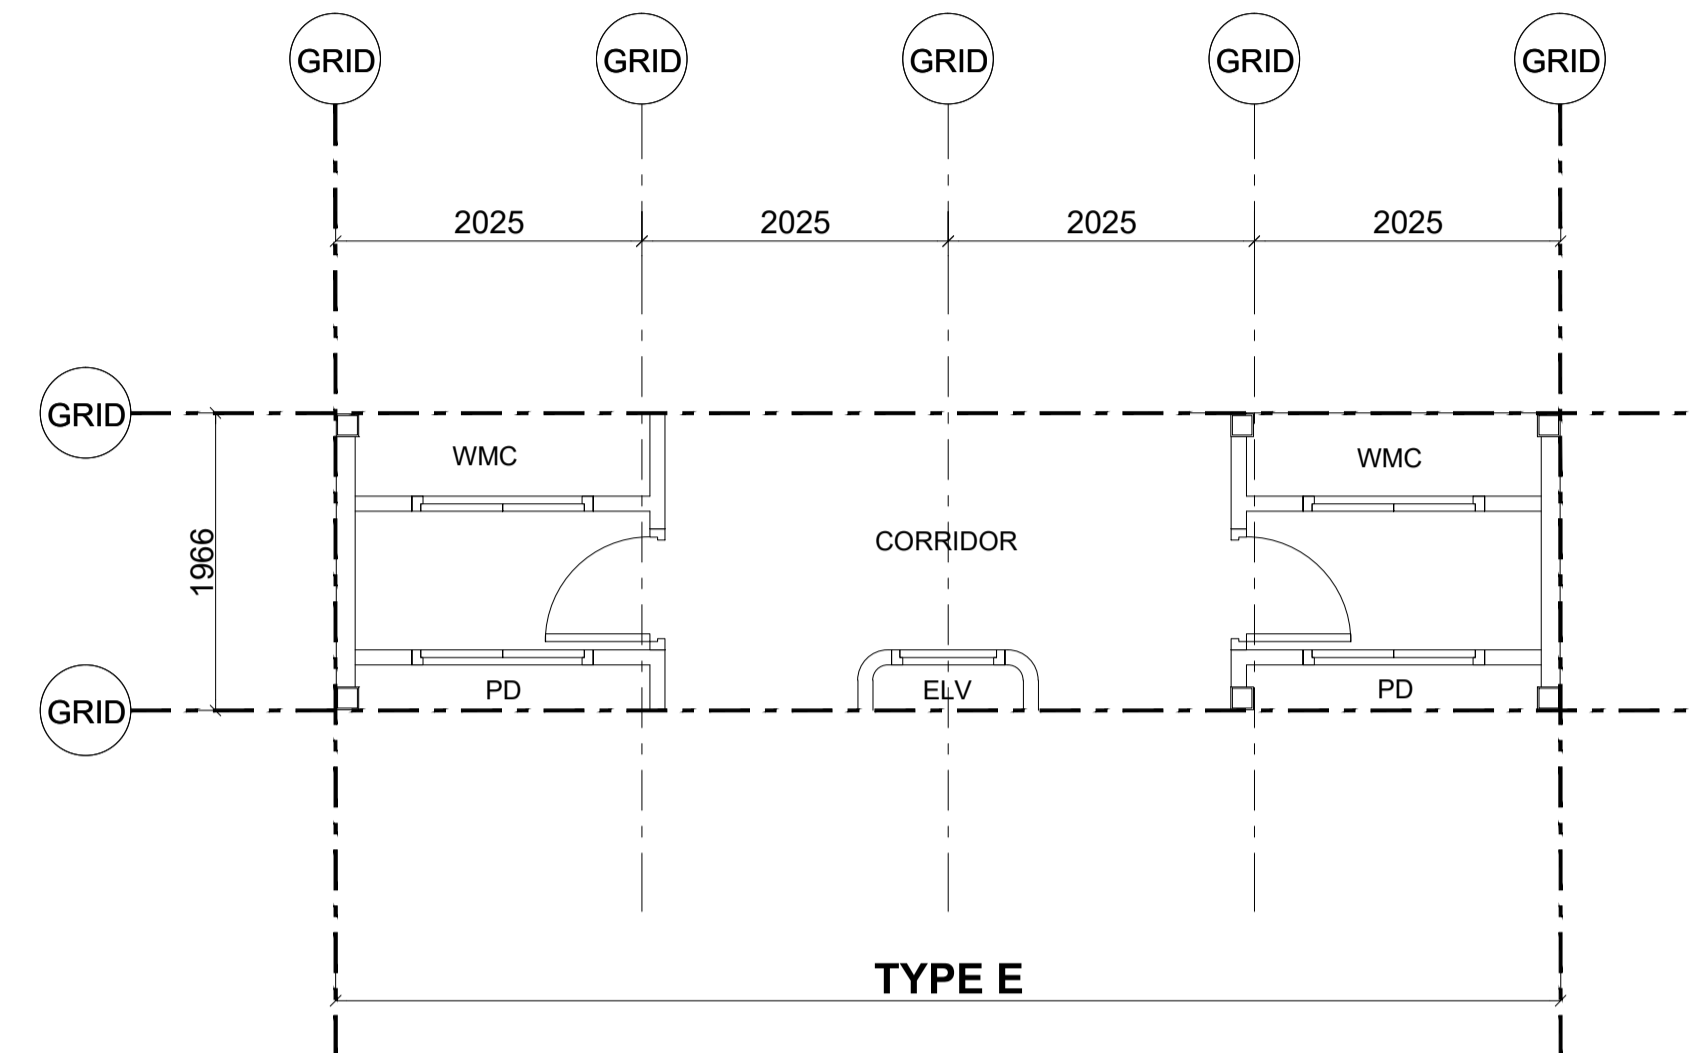 GRID GRID GRID GRID GRID
2025 2025 2025 2025
GRID
WMC WMC
CORRIDOR
1966
PD ELV PD
GRID
TYPE E